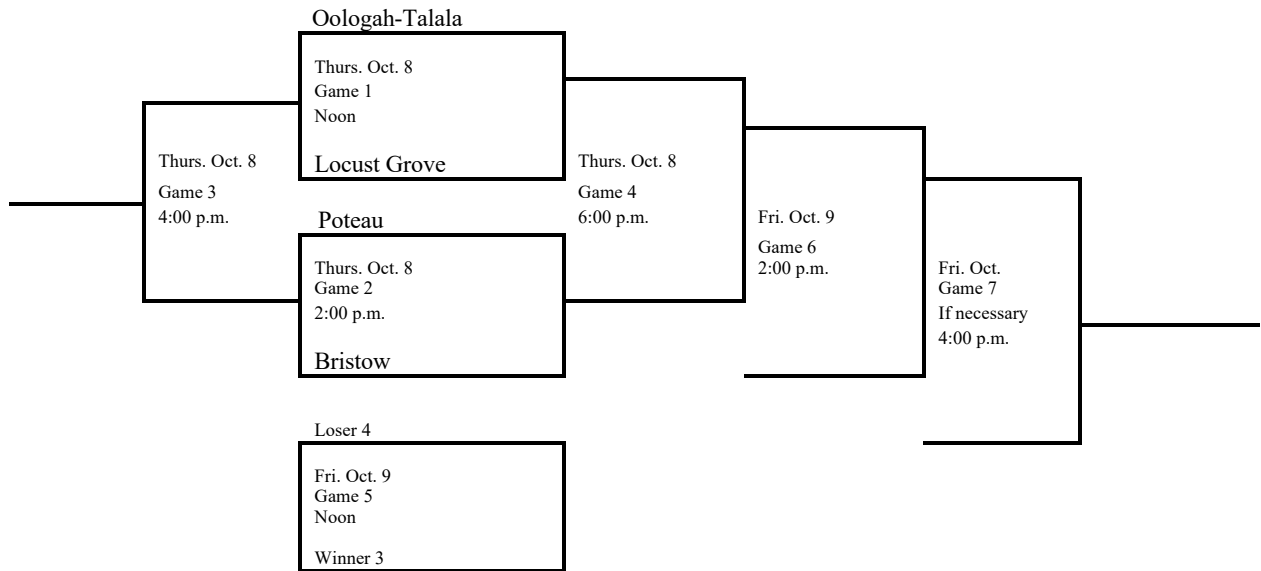 Oologah-Talala
Thurs. Oct. 8
Game 1
Noon
Locust Grove
Thurs. Oct. 8
Game 3
4:00 p.m.
Thurs. Oct. 8
Game 4
6:00 p.m.
Poteau
Thurs. Oct. 8
Game 2
2:00 p.m.
Bristow
Fri. Oct. 9
Game 6
2:00 p.m.
Fri. Oct.
Game 7
If necessary
4:00 p.m.
Loser 4
Fri. Oct. 9
Game 5
Noon
Winner 3